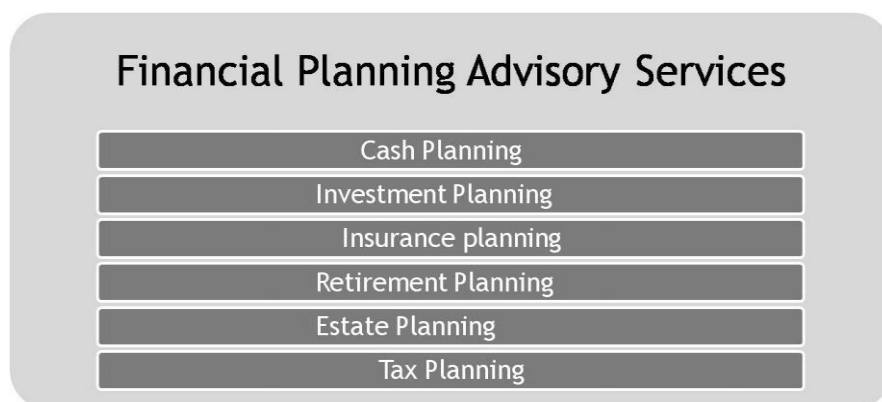 Financial Planning Advisory Services
Cash Planning
Investment Planning
Insurance planning
Retirement Planning
Estate Planning
Tax Planning